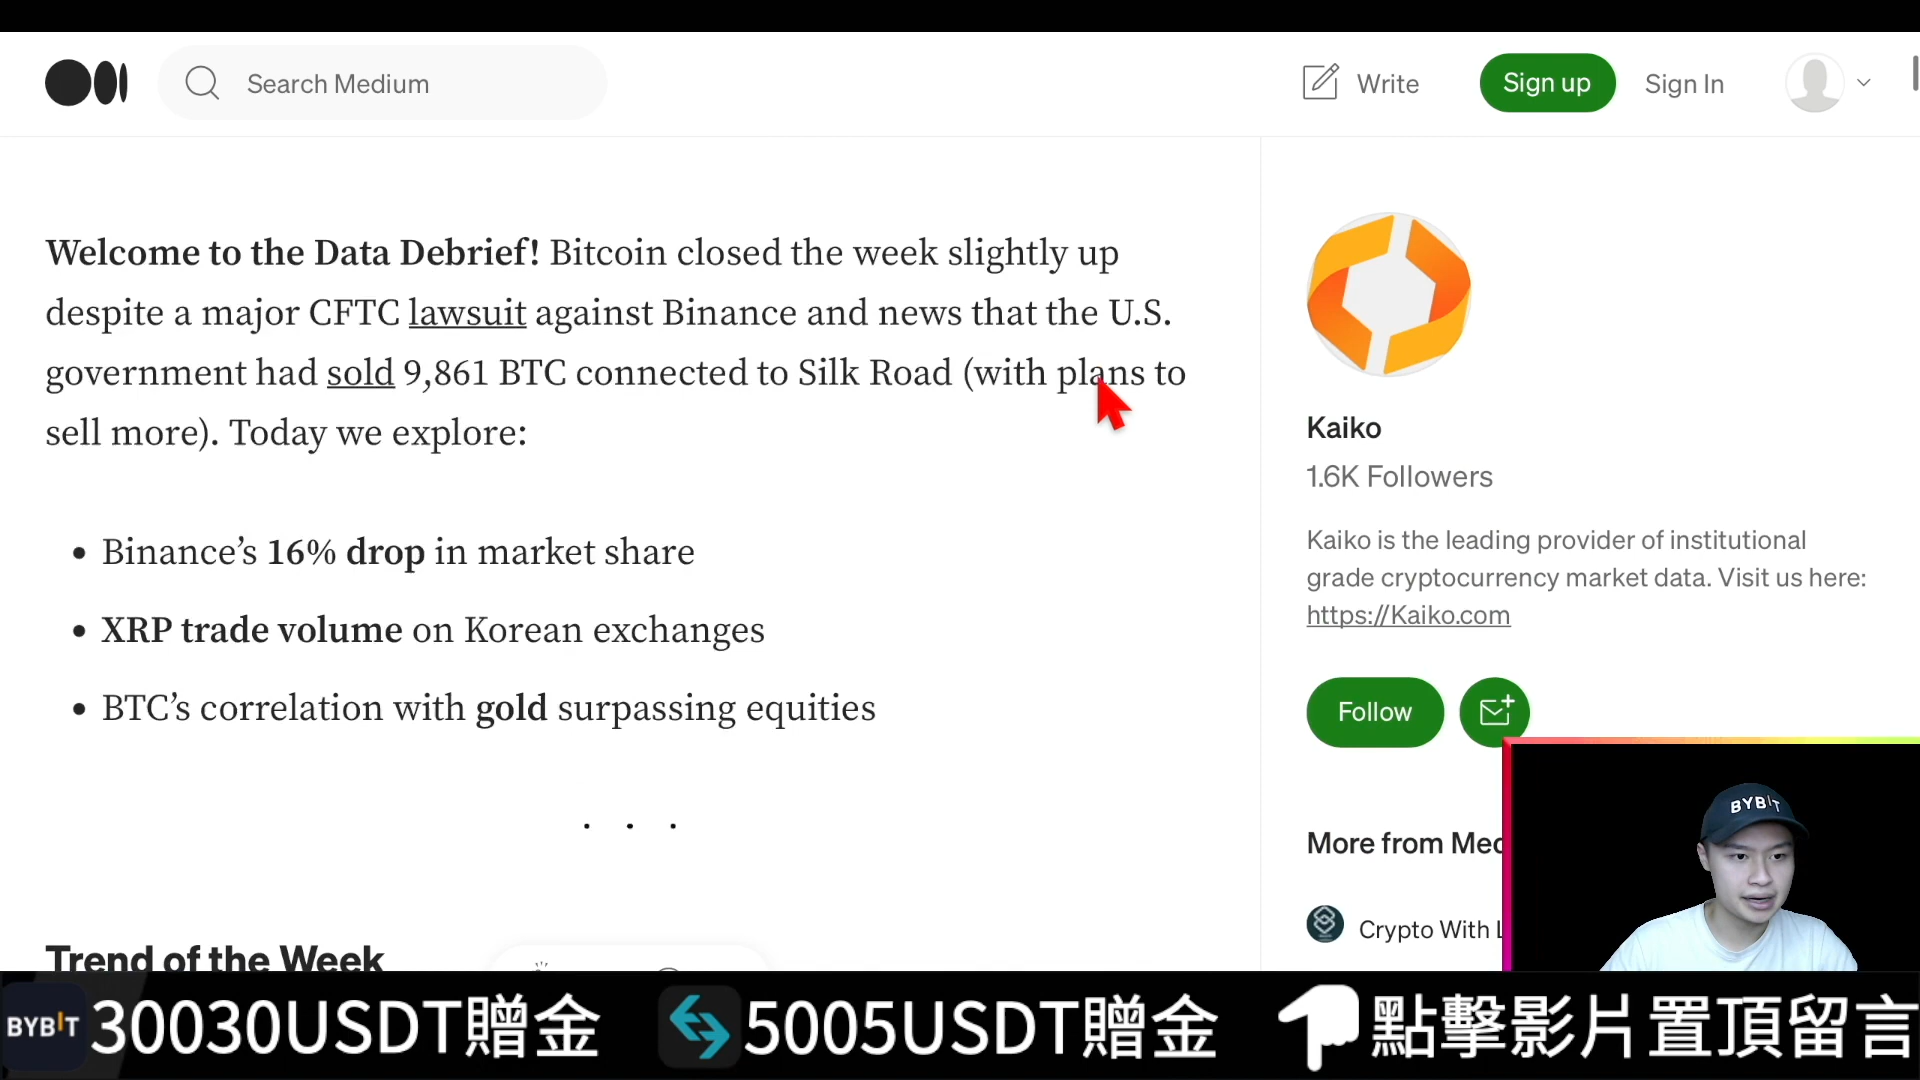 Search Medium
Write
Sign up
Sign In
Welcome to the Data Debrief! Bitcoin closed the week slightly up
despite a major CFTC lawsuit against Binance and news that the U.S.
government had sold 9,861 BTC connected to Silk Road (with plans to
sell more). Today we explore:
• Binance’s 16% drop in market share
• XRP trade volume on Korean exchanges
• BTC’s correlation with gold surpassing equities
. . .
Trend of the Week
Kaiko
1.6K Followers
Kaiko is the leading provider of institutional
grade cryptocurrency market data. Visit us here:
https://Kaiko.com
Follow
More from Med
Crypto With L
BYBIT
BYBIT 30030USDT贈金 5005USDT贈金 點擊影片置頂留言